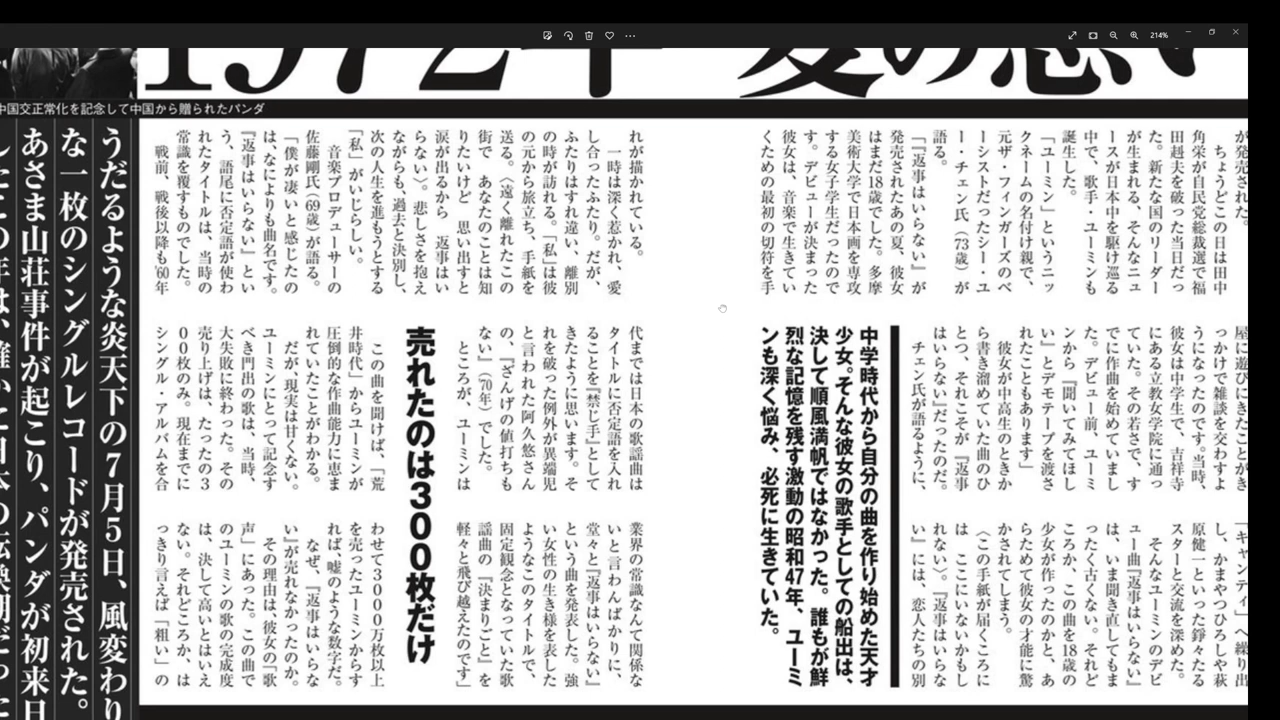 214%
1972年 夏の思い
中国交正常化を記念して中国から贈られたパンダ
が発売された。
ちょうどこの日は田中
角栄が自民党総裁選で福
田赳夫を破った当日だっ
た。新たな国のリーダー
が生まれる、そんなニュ
ースが日本中を駆け巡る
中で、歌手・ユーミンも
誕生した。
「ユーミン」というニッ
クネームの名付け親で、
元ザ・フィンガーズのベ
ーシストだったシー・ユ
ー・チェン氏（73歳）が
語る。
「『返事はいらない』が
発売されたあの夏、彼女
はまだ18歳でした。多摩
美術大学で日本画を専攻
する女子学生だったので
す。デビューが決まった
彼女は、音楽で生きてい
くための最初の切符を手
屋に遊びにきたことがき
っかけで雑談を交わすよ
うになったのです。当時、
彼女は中学生で、吉祥寺
にある立教女学院に通っ
ていた。その若さで、す
でに作曲を始めていまし
た。デビュー前、ユーミ
ンから『聞いてみてほし
い』とデモテープを渡さ
れたこともあります」
彼女が中高生のときか
ら書き溜めていた曲のひ
とつ、それこそが『返事
はいらない』だったのだ。
チェン氏が語るように、
「キャンティ」へ繰り出
し、かまやつひろしや萩
原健一といった錚々たる
スターと交流を深めた。
そんなユーミンのデビ
ュー曲『返事はいらない』
は、いま聞き直してもま
ったく古くない。それど
ころか、この曲を18歳の
少女が作ったのかと、あ
らためて彼女の才能に驚
かされてしまう。
〈この手紙が届くころに
は ここにいないかもし
れない〉。『返事はいらな
い』には、恋人たちの別
中学時代から自分の曲を作り始めた天才
少女。そんな彼女の歌手としての船出は、
決して順風満帆ではなかった。誰もが鮮
烈な記憶を残す激動の昭和47年、ユーミ
ンも深く悩み、必死に生きていた。
れが描かれている。
一時は深く惹かれ、愛
し合ったふたり。だが、
ふたりはすれ違い、離別
の時が訪れる。「私」は彼
の元から旅立ち、手紙を
送る。〈遠く離れたこの
街で あなたのことは知
りたいけど 思い出すと
涙が出るから 返事はい
らない〉。悲しさを抱え
ながらも、過去と決別し、
次の人生を進もうとする
「私」がいじらしい。
音楽プロデューサーの
佐藤剛氏（69歳）が語る。
「僕が凄いと感じたの
は、なによりも曲名です。
『返事はいらない』とい
う、語尾に否定語が使わ
れたタイトルは、当時の
常識を覆すものでした。
戦前、戦後以降も'60年
代までは日本の歌謡曲は
タイトルに否定語を入れ
ることを『禁じ手』として
きたように思います。そ
れを破った例外が異端児
と言われた阿久悠さん
の、『ざんげの値打ちも
ない』（'70年）でした。
ところが、ユーミンは
業界の常識なんて関係な
いと言わんばかりに、
堂々と『返事はいらない』
という曲を発表した。強
い女性の生き様を表した
ようなこのタイトルで、
固定観念となっていた歌
謡曲の『決まりごと』を
軽々と飛び越えたのです」
売れたのは300枚だけ
この曲を聞けば、「荒
井時代」からユーミンが
圧倒的な作曲能力に恵ま
れていたことがわかる。
だが、現実は甘くない。
ユーミンにとって記念す
べき門出の歌は、当時、
大失敗に終わった。その
売り上げは、たったの3
00枚のみ。現在までに
シングル・アルバムを合
わせて3000万枚以上
を売ったユーミンからす
れば、嘘のような数字だ。
なぜ、『返事はいらな
い』が売れなかったのか。
その理由は、彼女の「歌
声」にあった。この曲で
のユーミンの歌の完成度
は、決して高いとはいえ
ない。それどころか、は
っきり言えば「粗い」の
うだるような炎天下の7月5日、風変わり
な一枚のシングルレコードが発売された。
あさま山荘事件が起こり、パンダが初来日